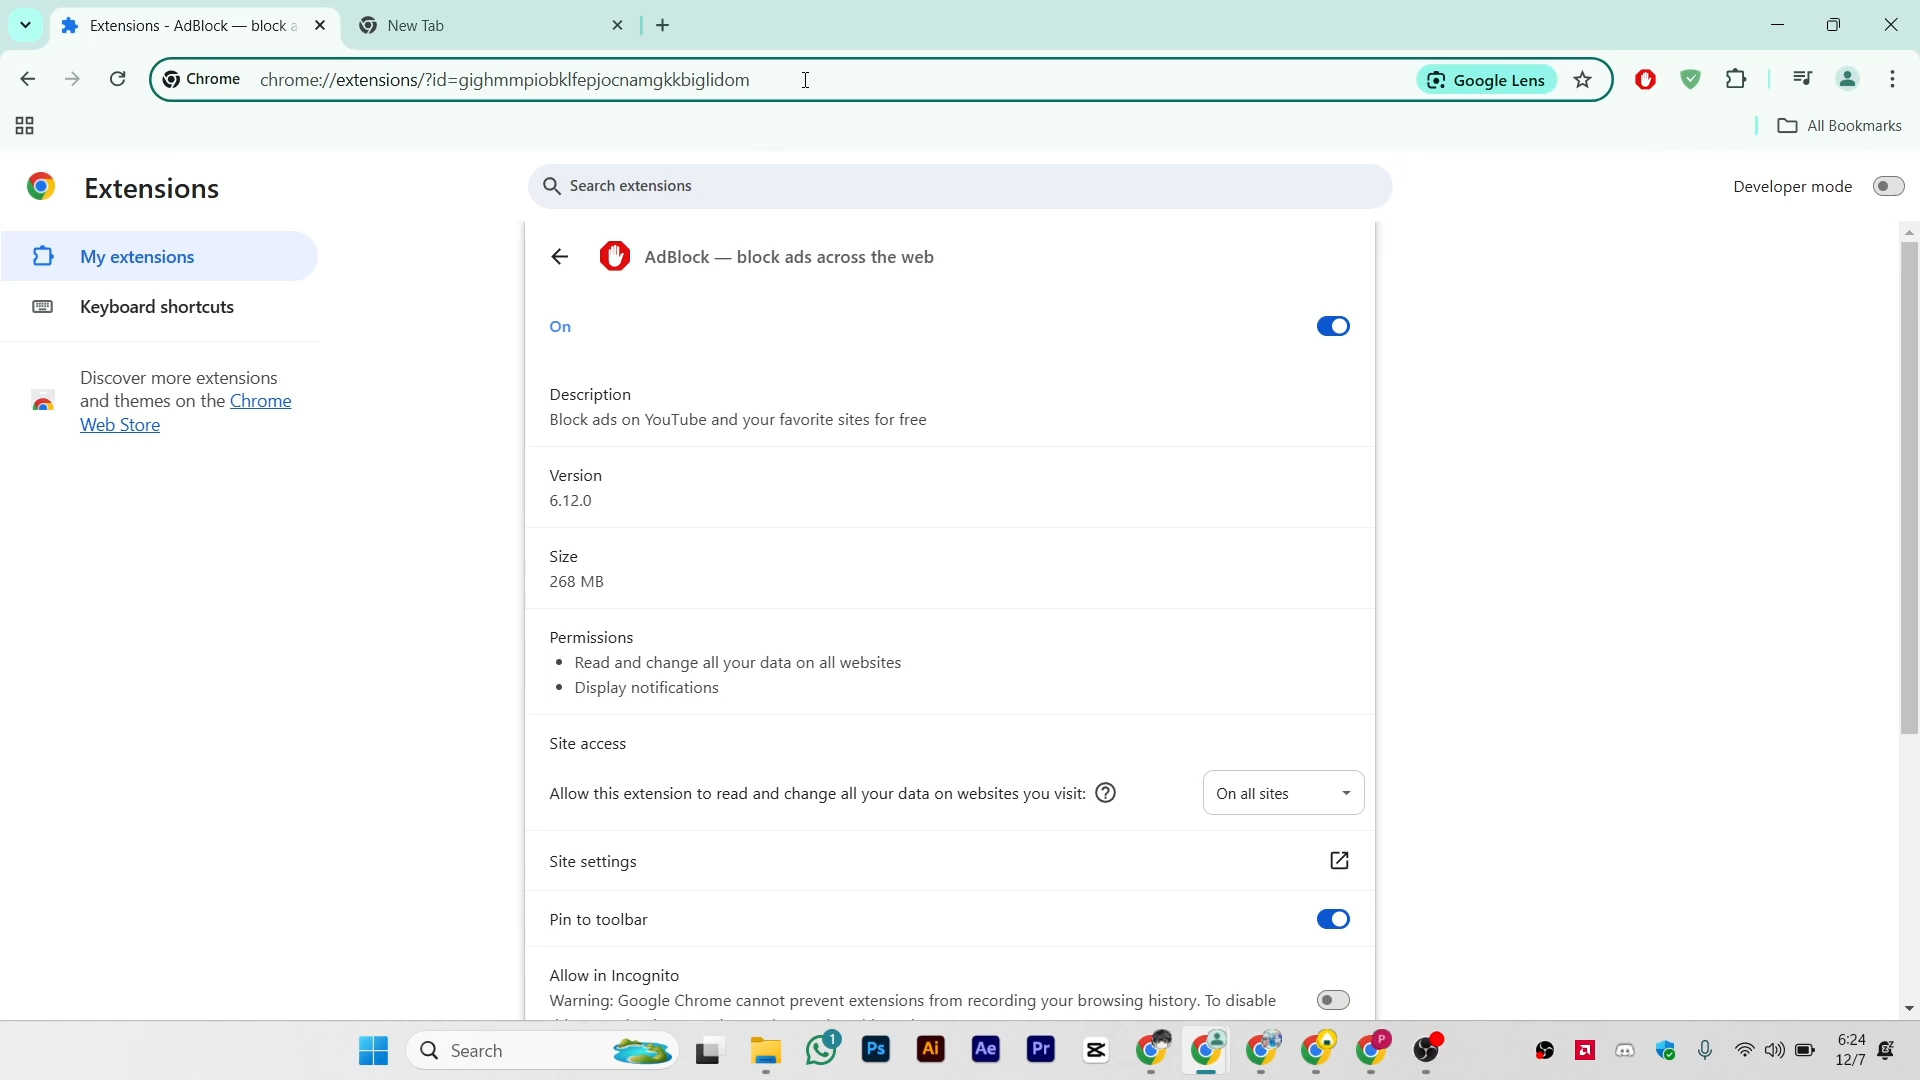 Extensions - AdBlock — block a
New Tab
Chrome
chrome://extensions/?id=gighmmpiobklfepjocnamgkkbiglidom
Google Lens
All Bookmarks
Extensions
Search extensions
Developer mode
My extensions
Keyboard shortcuts
Discover more extensions
and themes on the Chrome
Web Store
AdBlock — block ads across the web
On
Description
Block ads on YouTube and your favorite sites for free
Version
6.12.0
Size
268 MB
Permissions
• Read and change all your data on all websites
• Display notifications
Site access
Allow this extension to read and change all your data on websites you visit:
On all sites
Site settings
Pin to toolbar
Allow in Incognito
Warning: Google Chrome cannot prevent extensions from recording your browsing history. To disable
Search
1
Ps
Ai
Ae
Pr
P
6:24
12/7